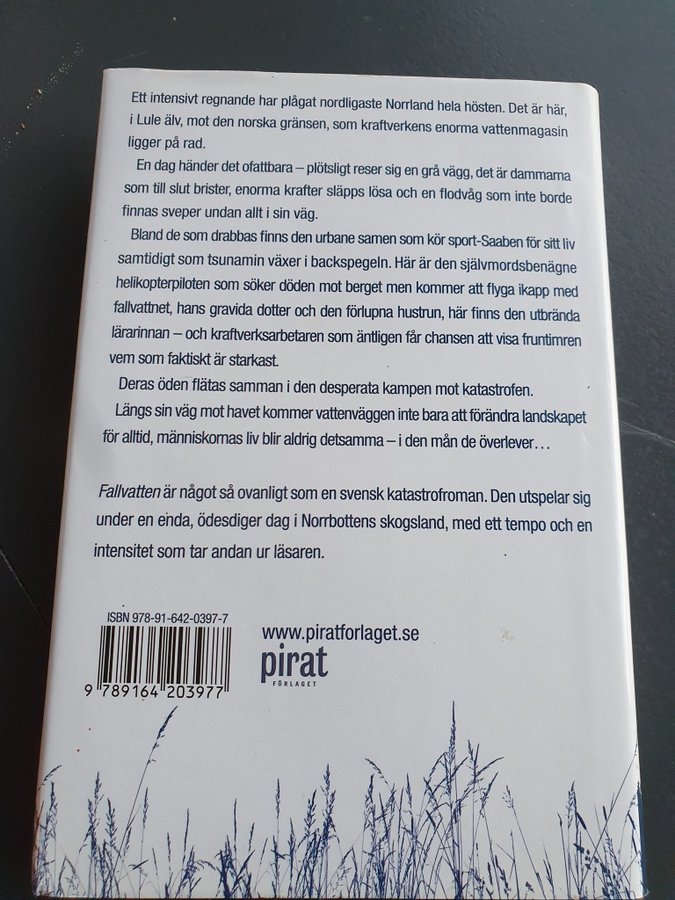 Ett intensivt regnande har plågat nordligaste Norrland hela hösten. Det är här,
i Lule älv, mot den norska gränsen, som kraftverkens enorma vattenmagasin
ligger på rad.
En dag händer det ofattbara – plötsligt reser sig en grå vägg, det är dammarna
som till slut brister, enorma krafter släpps lösa och en flodvåg som inte borde
finnas sveper undan allt i sin väg.
Bland de som drabbas finns den urbane samen som kör sport-Saaben för sitt liv
samtidigt som tsunamin växer i backspegeln. Här är den självmordsbenägne
helikopterpiloten som söker döden mot berget men kommer att flyga ikapp med
fallvattnet, hans gravida dotter och den förlupna hustrun, här finns den utbrända
lärarinnan – och kraftverksarbetaren som äntligen får chansen att visa fruntimren
vem som faktiskt är starkast.
Deras öden flätas samman i den desperata kampen mot katastrofen.
Längs sin väg mot havet kommer vattenväggen inte bara att förändra landskapet
för alltid, människornas liv blir aldrig detsamma – i den mån de överlever…
Fallvatten är något så ovanligt som en svensk katastrofroman. Den utspelar sig
under en enda, ödesdiger dag i Norrbottens skogsland, med ett tempo och en
intensitet som tar andan ur läsaren.
ISBN 978-91-642-0397-7
9 789164 203977
www.piratforlaget.se
pirat
FÖRLAGET